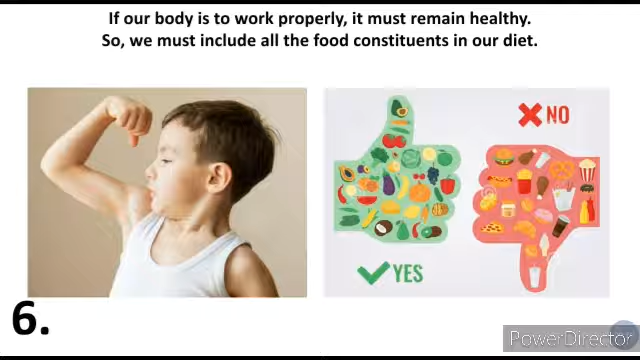 If our body is to work properly, it must remain healthy.
So, we must include all the food constituents in our diet.
NO
YES
6.
PowerDirector